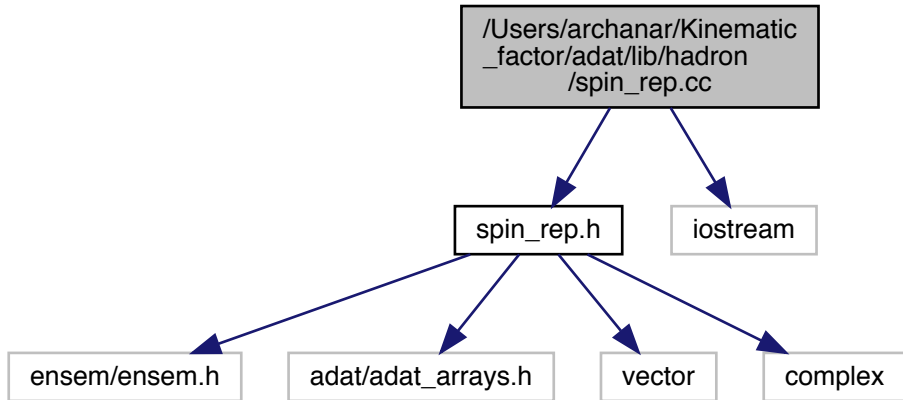 /Users/archanar/Kinematic
_factor/adat/lib/hadron
/spin_rep.cc
spin_rep.h
iostream
ensem/ensem.h
adat/adat_arrays.h
vector
complex